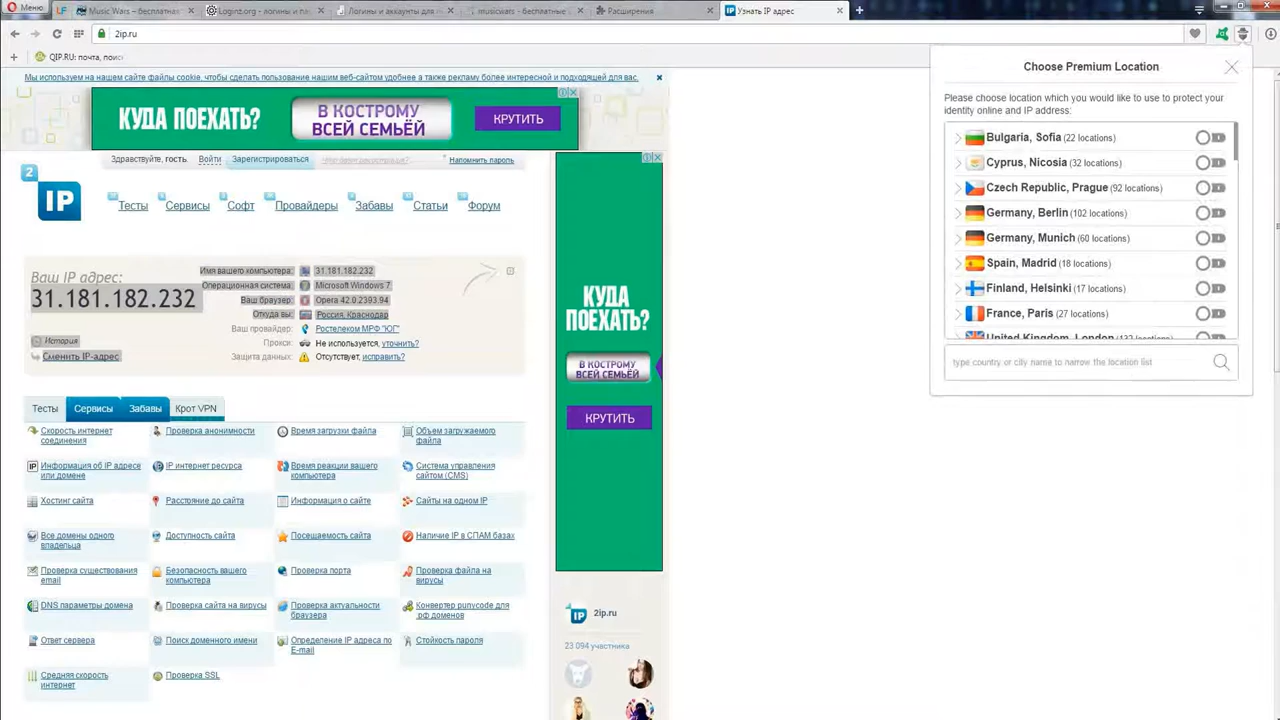 Меню
Music Wars – бесплатнан
Loginz.org - логины и па
Логины и аккаунты для н
musicwars - бесплатные
Расширения
Узнать IP адрес
2ip.ru
QIP.RU: почта, поис
Мы используем на нашем сайте файлы cookie, чтобы сделать пользование нашим веб-сайтом удобнее а также рекламу более интересной и подходящей для вас.
КУДА ПОЕХАТЬ?
В КОСТРОМУ
ВСЕЙ СЕМЬЁЙ
КРУТИТЬ
Здравствуйте, гость.
Войти
Зарегистрироваться
Напомнить пароль
2
IP
Тесты
Сервисы
Софт
Провайдеры
Забавы
Статьи
Форум
Ваш IP адрес:
31.181.182.232
История
Сменить IP-адрес
Имя вашего компьютера: 31.181.182.232
Операционная система: Microsoft Windows 7
Ваш браузер: Opera 42.0.2393.94
Откуда вы: Россия, Краснодар
Ваш провайдер: Ростелеком МРФ "ЮГ"
Прокси: Не используется, уточнить?
Защита данных: Отсутствует, исправить?
Тесты
Сервисы
Забавы
Крот VPN
Скорость интернет
соединения
Проверка анонимности
Время загрузки файла
Объем загружаемого
файла
Информация об IP адресе
или домене
IP интернет ресурса
Время реакции вашего
компьютера
Система управления
сайтом (CMS)
Хостинг сайта
Расстояние до сайта
Информация о сайте
Сайты на одном IP
Все домены одного
владельца
Доступность сайта
Посещаемость сайта
Наличие IP в СПАМ базах
Проверка существования
email
Безопасность вашего
компьютера
Проверка порта
Проверка файла на
вирусы
DNS параметры домена
Проверка сайта на вирусы
Проверка актуальности
браузера
Конвертер punycode для
.рф доменов
Ответ сервера
Поиск доменного имени
Определение IP адреса по
E-mail
Стойкость пароля
Средняя скорость
интернет
Проверка SSL
КУДА
ПОЕХАТЬ?
В КОСТРОМУ
ВСЕЙ СЕМЬЕЙ
КРУТИТЬ
IP
2ip.ru
23 094 участника
Choose Premium Location
Please choose location which you would like to use to protect your
identity online and IP address:
Bulgaria, Sofia (22 locations)
Cyprus, Nicosia (32 locations)
Czech Republic, Prague (92 locations)
Germany, Berlin (102 locations)
Germany, Munich (60 locations)
Spain, Madrid (18 locations)
Finland, Helsinki (17 locations)
France, Paris (27 locations)
United Kingdom, London (132 locations)
type country or city name to narrow the location list